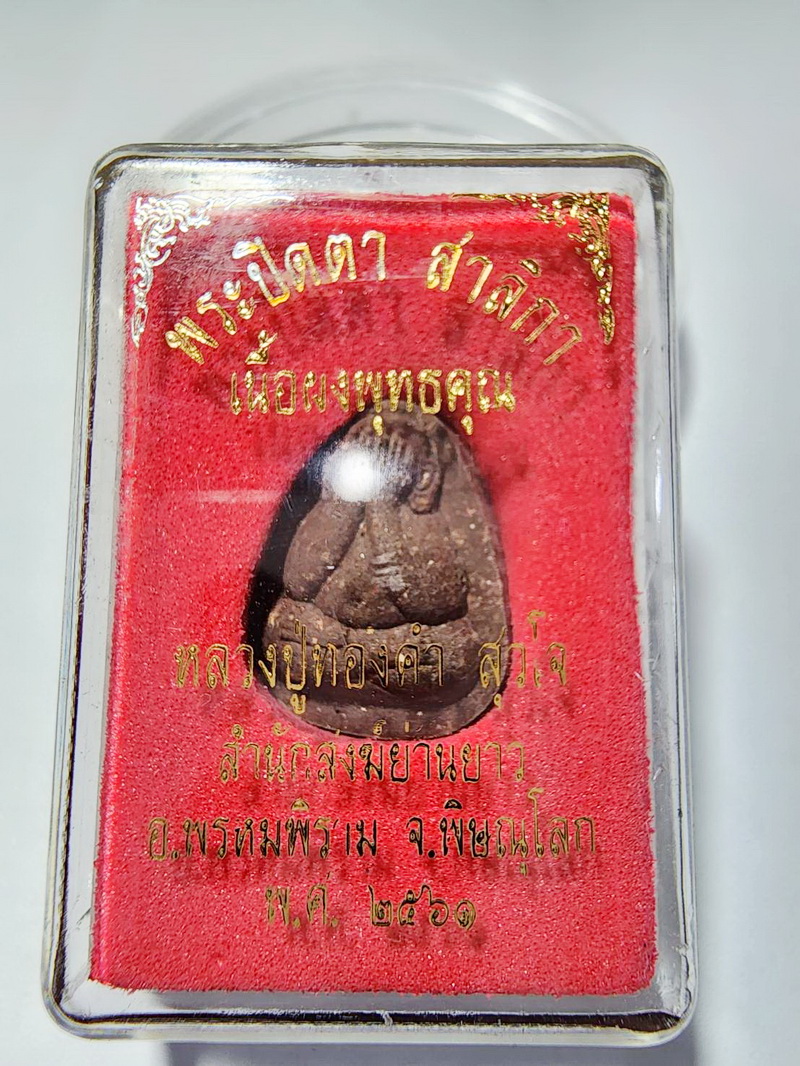 พระปิดตา สาลิกา
เนื้อผงพุทธคุณ
หลวงปู่ทองคำ สุวโจ
สำนักสงฆ์ย่านยาว
อ.พรหมพิราม จ.พิษณุโลก
พ.ศ. ๒๕๖๑